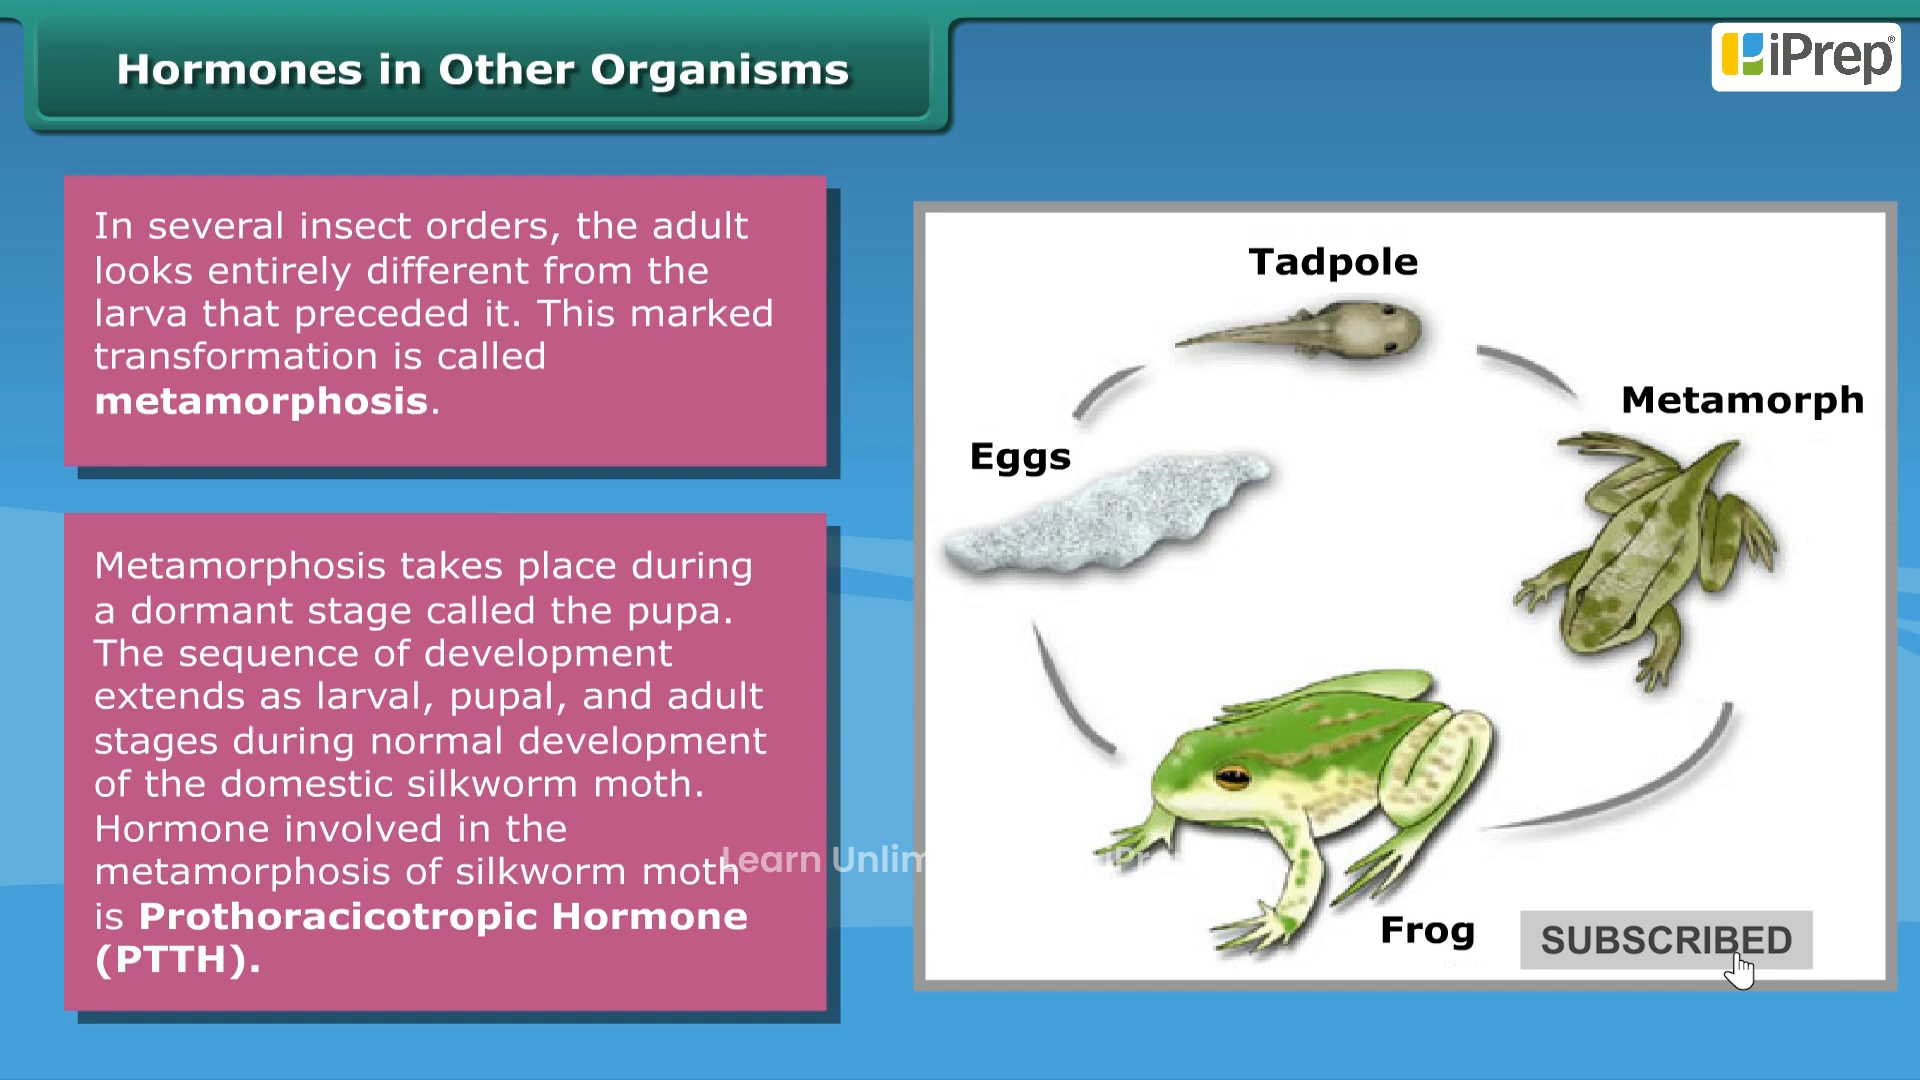 Hormones in Other Organisms
iPrep®
In several insect orders, the adult
looks entirely different from the
larva that preceded it. This marked
transformation is called
metamorphosis.
Metamorphosis takes place during
a dormant stage called the pupa.
The sequence of development
extends as larval, pupal, and adult
stages during normal development
of the domestic silkworm moth.
Hormone involved in the
metamorphosis of silkworm moth
is Prothoracicotropic Hormone
(PTTH).
Tadpole
Metamorph
Eggs
Frog
Learn
SUBSCRIBED